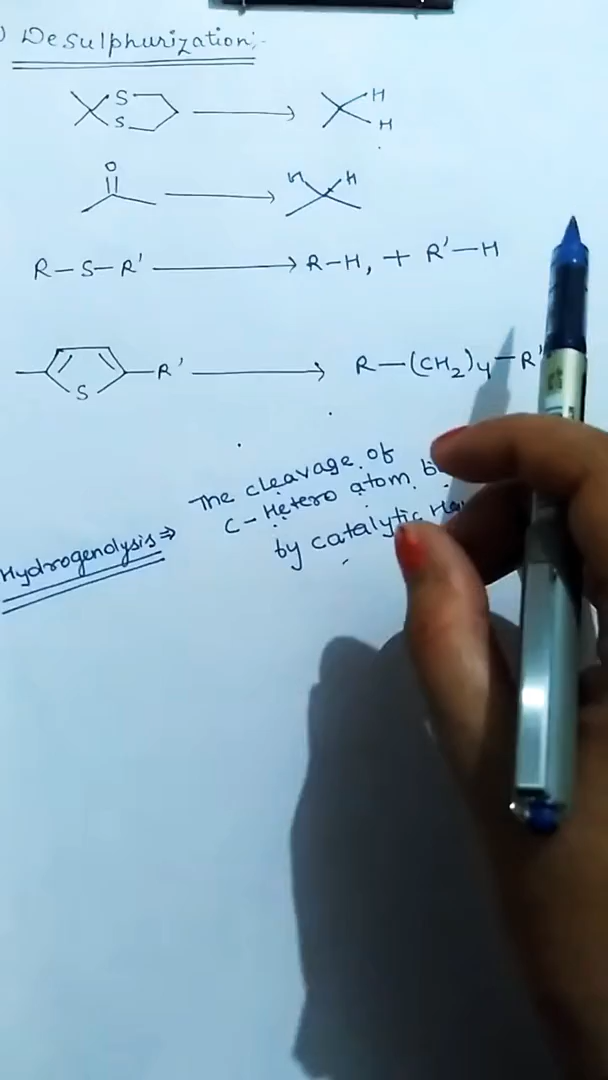 ) Desulphurization:-
S
S
H
H
O
H H
R-S-R' R-H, + R'-H
S
-R' R-(CH2)4-R'
The cleavage of
Hydrogenolysis⇒ C-Hetero atom
by catalytic